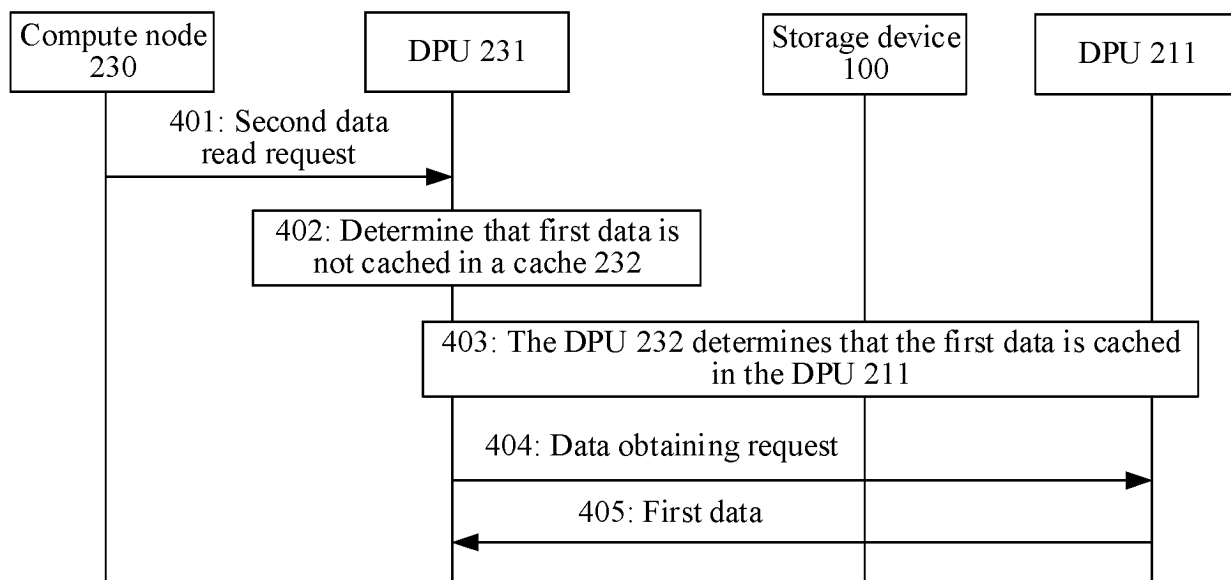 Compute node
230
DPU 231
Storage device
100
DPU 211
401: Second data
read request
402: Determine that first data is
not cached in a cache 232
403: The DPU 232 determines that the first data is cached
in the DPU 211
404: Data obtaining request
405: First data